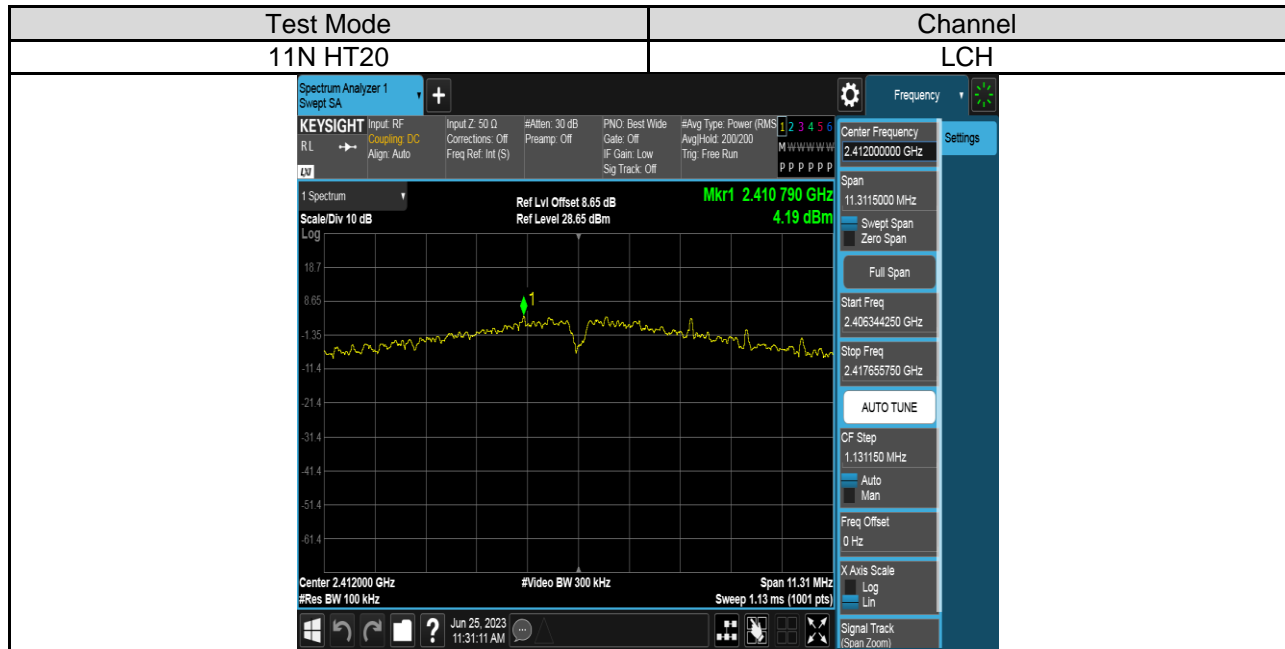 Test Mode Channel
11N HT20 LCH
Spectrum Analyzer 1
Swept SA
+
Frequency
KEYSIGHT
RL
LXI
Input: RF
Coupling: DC
Align: Auto
Input Z: 50 Ω
Corrections: Off
Freq Ref: Int (S)
#Atten: 30 dB
Preamp: Off
PNO: Best Wide
Gate: Off
IF Gain: Low
Sig Track: Off
#Avg Type: Power (RMS
Avg|Hold: 200/200
Trig: Free Run
1 2 3 4 5 6
M W W W W W
P P P P P P
1 Spectrum
Scale/Div 10 dB
Ref Lvl Offset 8.65 dB
Ref Level 28.65 dBm
Mkr1 2.410 790 GHz
4.19 dBm
Log
18.7
8.65
-1.35
-11.4
-21.4
-31.4
-41.4
-51.4
-61.4
1
Center 2.412000 GHz
#Res BW 100 kHz
#Video BW 300 kHz
Span 11.31 MHz
Sweep 1.13 ms (1001 pts)
?
Jun 25, 2023
11:31:11 AM
Center Frequency
2.412000000 GHz
Settings
Span
11.3115000 MHz
Swept Span
Zero Span
Full Span
Start Freq
2.406344250 GHz
Stop Freq
2.417655750 GHz
AUTO TUNE
CF Step
1.131150 MHz
Auto
Man
Freq Offset
0 Hz
X Axis Scale
Log
Lin
Signal Track
(Span Zoom)